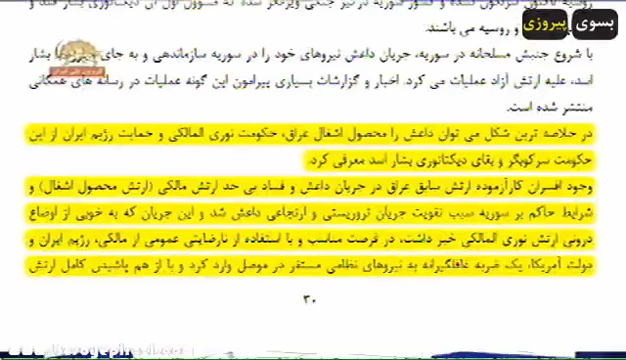 بسوی پیروزی
و روسیه می باشند.
با شروع جنبش مسلحانه در سوریه، جریان داعش نیروهای خود را در سوریه سازماندهی و به جای بشار
اسد، علیه ارتش آزاد عملیات می کرد. اخبار و گزارشات بسیاری پیرامون این گونه عملیات در رسانه های همگانی
منتشر شده است.
در خلاصه ترین شکل می توان داعش را محصول اشغال عراق، حکومت نوری المالکی و حمایت رژیم ایران از این
حکومت سرکوبگر و بقای دیکتاتوری بشار اسد معرفی کرد.
وجود افسران کارآزموده ارتش سابق عراق در جریان داعش و فساد بی حد ارتش مالکی (ارتش محصول اشغال) و
شرایط حاکم بر سوریه سبب تقویت جریان تروریستی و ارتجاعی داعش شد و این جریان که به خوبی از اوضاع
درونی ارتش نوری المالکی خبر داشت، در فرصت مناسب و با استفاده از نارضایتی عمومی از مالکی، رژیم ایران و
دولت آمریکا، یک ضربه غافلگیرانه به نیروهای نظامی مستقر در موصل وارد کرد و با از هم پاشیدن کامل ارتش
۳۰